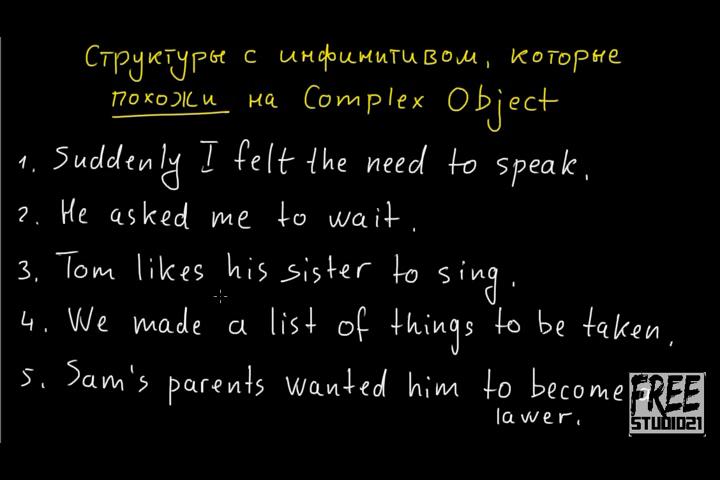 Структуры с инфинитивом, которые
похожи на Complex Object
1. Suddenly I felt the need to speak.
2. He asked me to wait.
3. Tom likes his sister to sing.
4. We made a list of things to be taken.
5. Sam's parents wanted him to become a
lawer.
FREE
STUDIO21